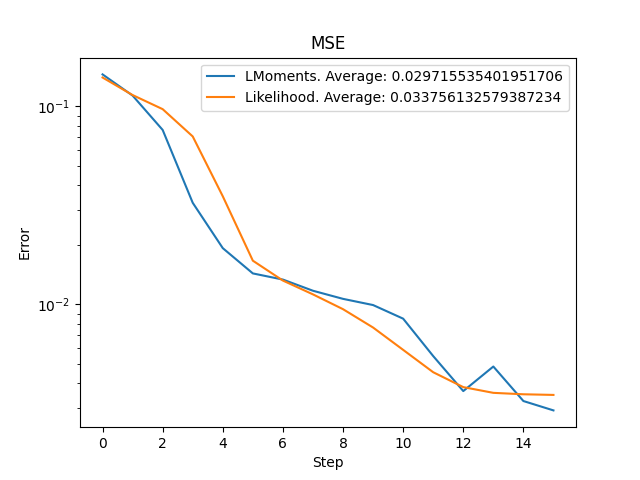 MSE
LMoments. Average: 0.029715535401951706
Likelihood. Average: 0.033756132579387234
10⁻¹
10⁻²
Error
0 2 4 6 8 10 12 14
Step